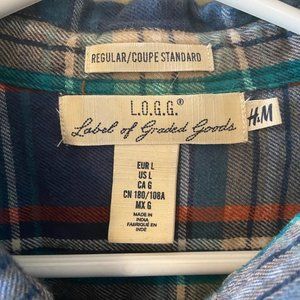 REGULAR/COUPE STANDARD
L.O.G.G.®
Label of Graded Goods
H&M
EUR L
US L
CA G
CN 180/108A
MX G
MADE IN
INDIA
FABRIQUÉ EN
INDE